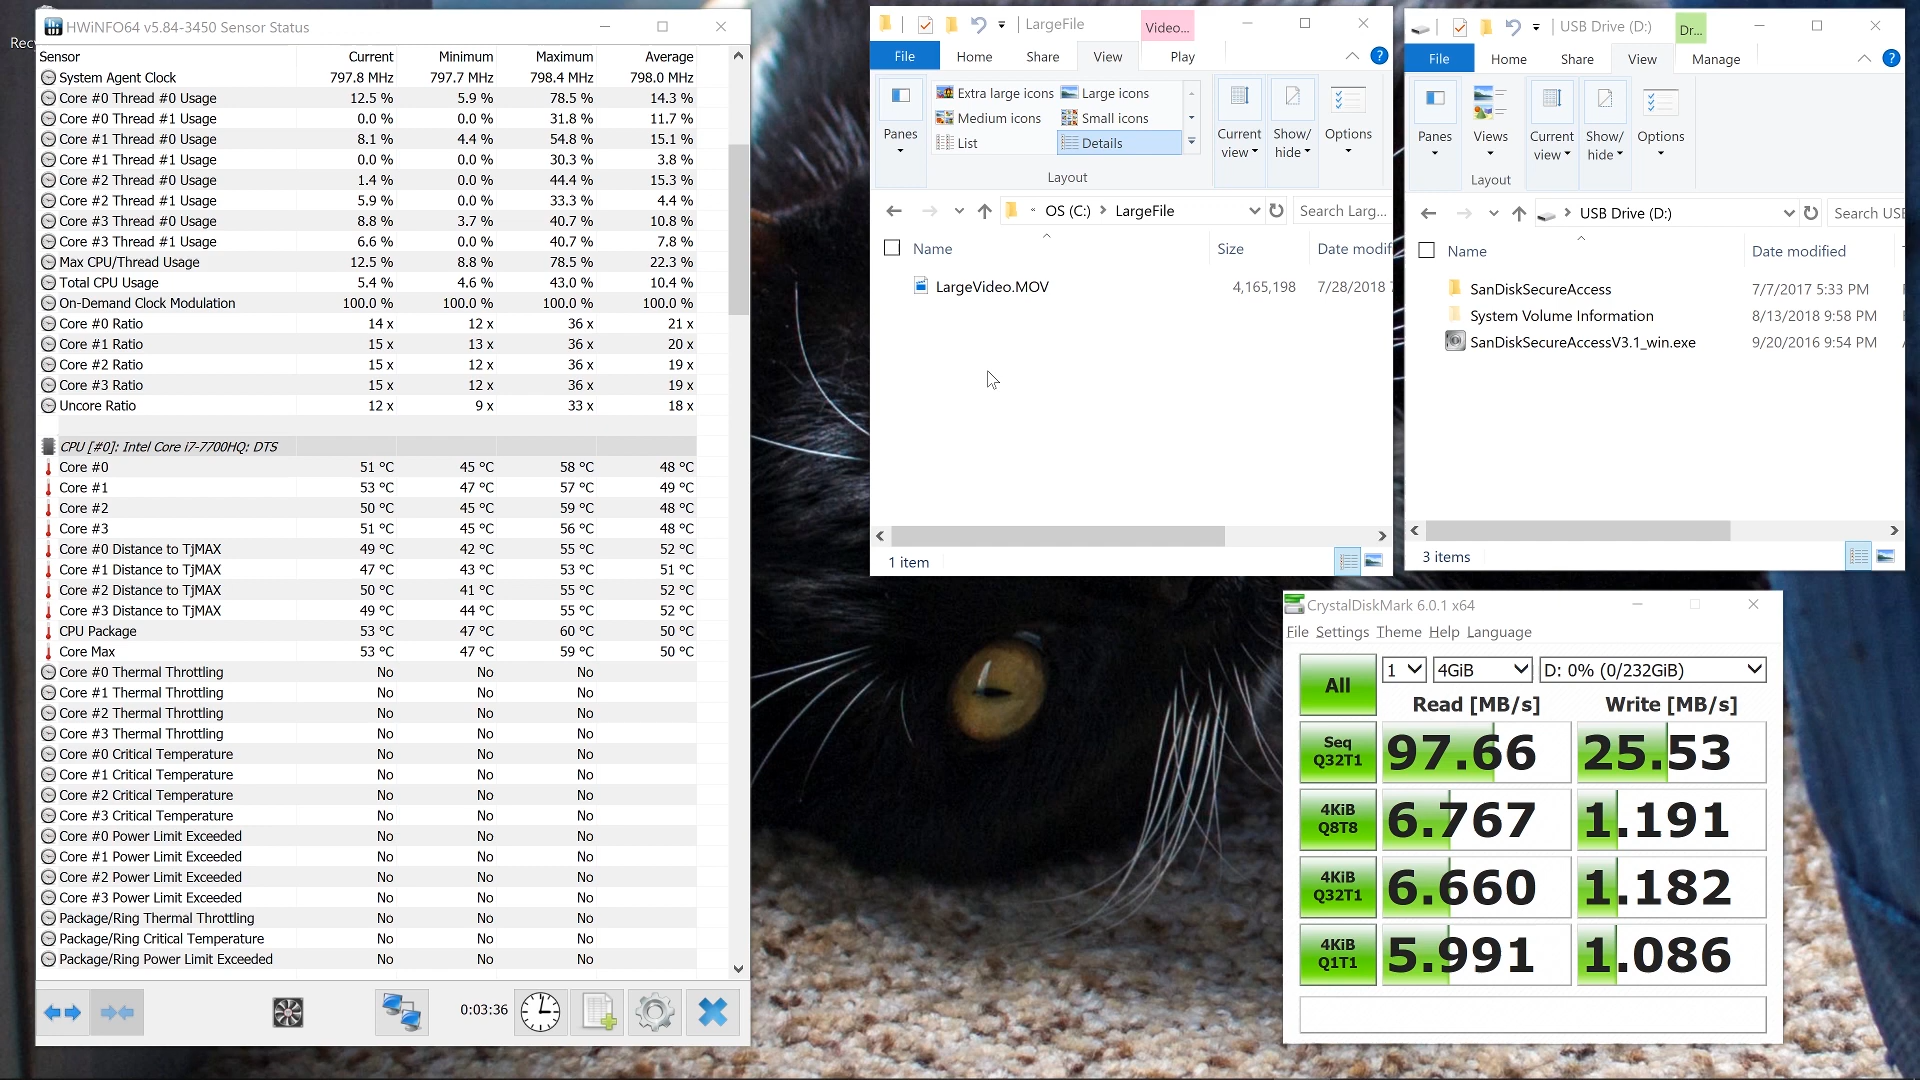 Rec
HWiNFO64 v5.84-3450 Sensor Status
Sensor Current Minimum Maximum Average
System Agent Clock 797.8 MHz 797.7 MHz 798.4 MHz 798.0 MHz
Core #0 Thread #0 Usage 12.5 % 5.9 % 78.5 % 14.3 %
Core #0 Thread #1 Usage 0.0 % 0.0 % 31.8 % 11.7 %
Core #1 Thread #0 Usage 8.1 % 4.4 % 54.8 % 15.1 %
Core #1 Thread #1 Usage 0.0 % 0.0 % 30.3 % 3.8 %
Core #2 Thread #0 Usage 1.4 % 0.0 % 44.4 % 15.3 %
Core #2 Thread #1 Usage 5.9 % 0.0 % 33.3 % 4.4 %
Core #3 Thread #0 Usage 8.8 % 3.7 % 40.7 % 10.8 %
Core #3 Thread #1 Usage 6.6 % 0.0 % 40.7 % 7.8 %
Max CPU/Thread Usage 12.5 % 8.8 % 78.5 % 22.3 %
Total CPU Usage 5.4 % 4.6 % 43.0 % 10.4 %
On-Demand Clock Modulation 100.0 % 100.0 % 100.0 % 100.0 %
Core #0 Ratio 14 x 12 x 36 x 21 x
Core #1 Ratio 15 x 13 x 36 x 20 x
Core #2 Ratio 15 x 12 x 36 x 19 x
Core #3 Ratio 15 x 12 x 36 x 19 x
Uncore Ratio 12 x 9 x 33 x 18 x
CPU [#0]: Intel Core i7-7700HQ: DTS
Core #0 51 °C 45 °C 58 °C 48 °C
Core #1 53 °C 47 °C 57 °C 49 °C
Core #2 50 °C 45 °C 59 °C 48 °C
Core #3 51 °C 45 °C 56 °C 48 °C
Core #0 Distance to TjMAX 49 °C 42 °C 55 °C 52 °C
Core #1 Distance to TjMAX 47 °C 43 °C 53 °C 51 °C
Core #2 Distance to TjMAX 50 °C 41 °C 55 °C 52 °C
Core #3 Distance to TjMAX 49 °C 44 °C 55 °C 52 °C
CPU Package 53 °C 47 °C 60 °C 50 °C
Core Max 53 °C 47 °C 59 °C 50 °C
Core #0 Thermal Throttling No No No
Core #1 Thermal Throttling No No No
Core #2 Thermal Throttling No No No
Core #3 Thermal Throttling No No No
Core #0 Critical Temperature No No No
Core #1 Critical Temperature No No No
Core #2 Critical Temperature No No No
Core #3 Critical Temperature No No No
Core #0 Power Limit Exceeded No No No
Core #1 Power Limit Exceeded No No No
Core #2 Power Limit Exceeded No No No
Core #3 Power Limit Exceeded No No No
Package/Ring Thermal Throttling No No No
Package/Ring Critical Temperature No No No
Package/Ring Power Limit Exceeded No No No
0:03:36
LargeFile Video...
File Home Share View Play
Panes
Extra large icons Large icons
Medium icons Small icons
List Details
Layout
Current view
Show/ hide
Options
« OS (C:) > LargeFile Search Larg...
Name Size Date modif
LargeVideo.MOV 4,165,198 7/28/2018 7
1 item
USB Drive (D:) Dr...
File Home Share View Manage
Panes
Views
Layout
Current view
Show/ hide
Options
> USB Drive (D:) Search USB
Name Date modified
SanDiskSecureAccess 7/7/2017 5:33 PM
System Volume Information 8/13/2018 9:58 PM
SanDiskSecureAccessV3.1_win.exe 9/20/2016 9:54 PM
3 items
CrystalDiskMark 6.0.1 x64
File Settings Theme Help Language
All 1 4GiB D: 0% (0/232GiB)
Read [MB/s] Write [MB/s]
Seq Q32T1 97.66 25.53
4KiB Q8T8 6.767 1.191
4KiB Q32T1 6.660 1.182
4KiB Q1T1 5.991 1.086